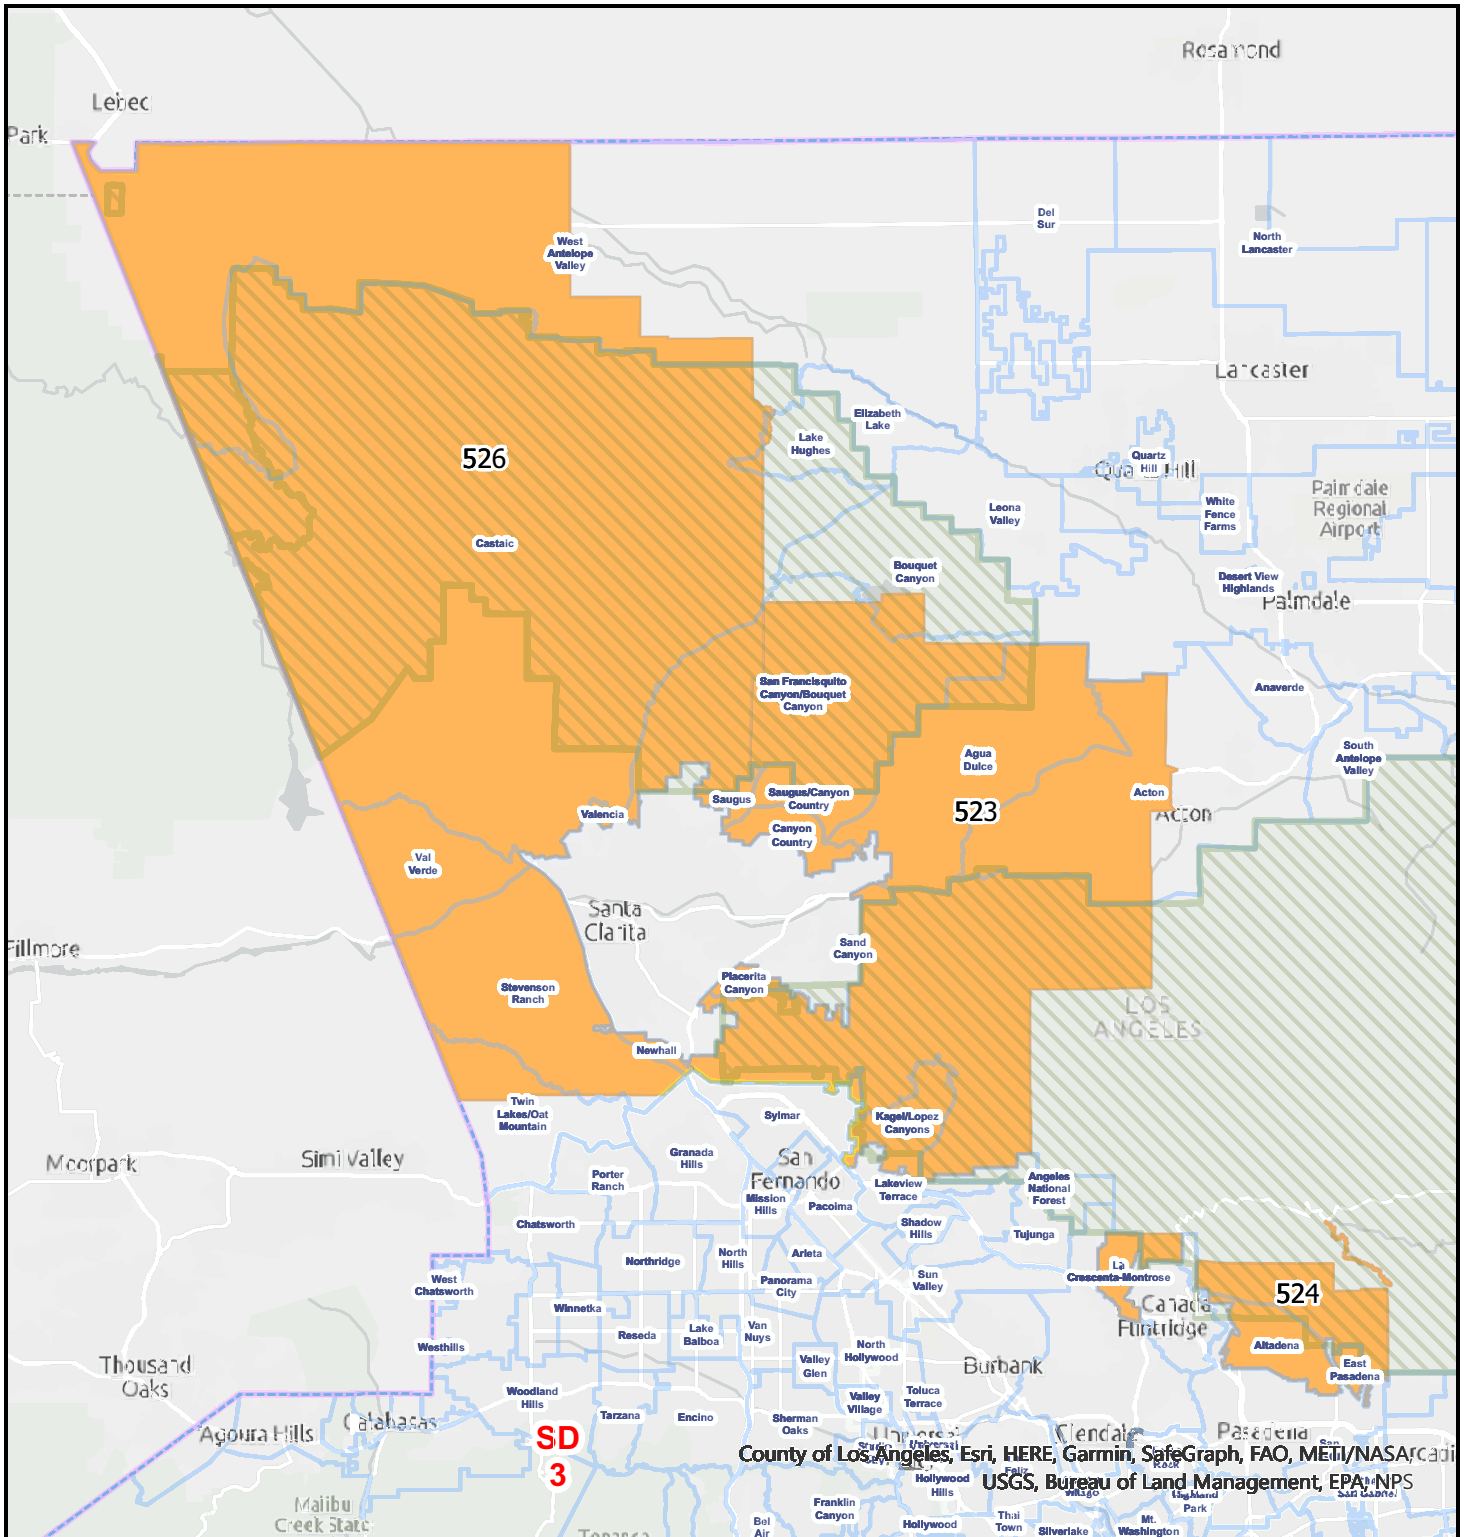 Rosamond
Lebec
Park
Del
Sur
North
Lancaster
West
Antelope
Valley
Lancaster
Elizabeth
Lake
Lake
Hughes
526
Quartz
Hill
Palmdale
Regional
Airport
White
Fence
Farms
Leona
Valley
Castaic
Bouquet
Canyon
Desert View
Highlands
Palmdale
San Francisquito
Canyon/Bouquet
Canyon
Anaverde
Agua
Dulce
South
Antelope
Valley
Saugus
Saugus/Canyon
Country
Acton
Valencia
523
Acton
Canyon
Country
Val
Verde
Santa
Clarita
Fillmore
Sand
Canyon
Placerita
Canyon
Stevenson
Ranch
LOS
ANGELES
Newhall
Twin
Lakes/Oat
Mountain
Sylmar
Kagel/Lopez
Canyons
Moorpark
Simi Valley
Granada
Hills
San
Fernando
Porter
Ranch
Lakeview
Terrace
Angeles
National
Forest
Mission
Hills
Pacoima
Chatsworth
Shadow
Hills
Tujunga
Northridge
North
Hills
Arleta
La
Crescenta-Montrose
West
Chatsworth
Panorama
City
Sun
Valley
524
Canada
Flintridge
Winnetka
Reseda
Lake
Balboa
Van
Nuys
Westhills
North
Hollywood
Altadena
Thousand
Oaks
Valley
Glen
Burbank
East
Pasadena
Woodland
Hills
Valley
Village
Toluca
Terrace
Tarzana
Encino
Sherman
Oaks
Agoura Hills
Calabasas
SD
3
Glendale
Pasadena
County of Los Angeles, Esri, HERE, Garmin, SafeGraph, FAO, METI/NASA,
USGS, Bureau of Land Management, EPA, NPS
Hollywood
Hills
Highland
Park
Malibu
Creek State
Franklin
Canyon
Bel
Air
Hollywood
Thai
Town
Silverlake
Mt.
Washington